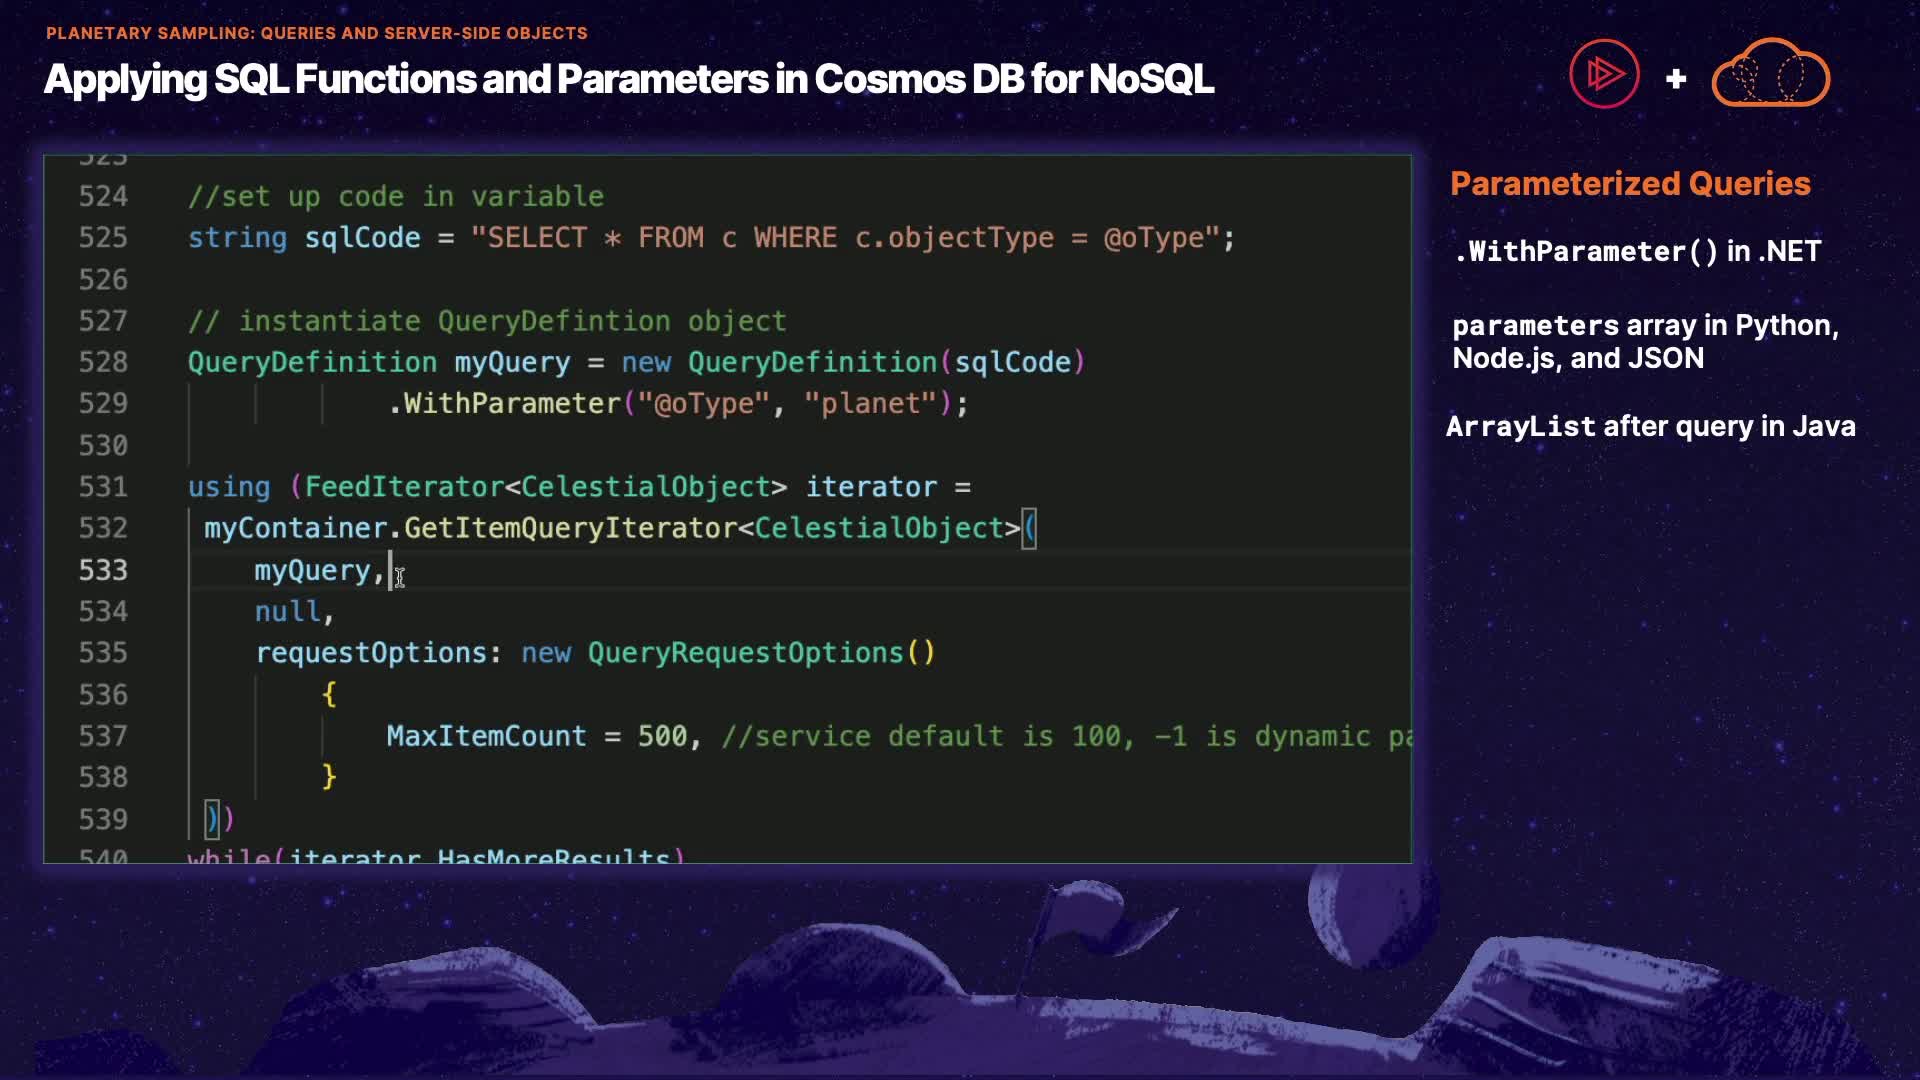 PLANETARY SAMPLING: QUERIES AND SERVER-SIDE OBJECTS
Applying SQL Functions and Parameters in Cosmos DB for NoSQL
+
523
524 //set up code in variable
525 string sqlCode = "SELECT * FROM c WHERE c.objectType = @oType";
526
527 // instantiate QueryDefintion object
528 QueryDefinition myQuery = new QueryDefinition(sqlCode)
529 .WithParameter("@oType", "planet");
530
531 using (FeedIterator<CelestialObject> iterator =
532 myContainer.GetItemQueryIterator<CelestialObject>(
533 myQuery,
534 null,
535 requestOptions: new QueryRequestOptions()
536 {
537 MaxItemCount = 500, //service default is 100, -1 is dynamic pa
538 }
539 ))
540 while(iterator.HasMoreResults)
Parameterized Queries
.WithParameter() in .NET
parameters array in Python,
Node.js, and JSON
ArrayList after query in Java